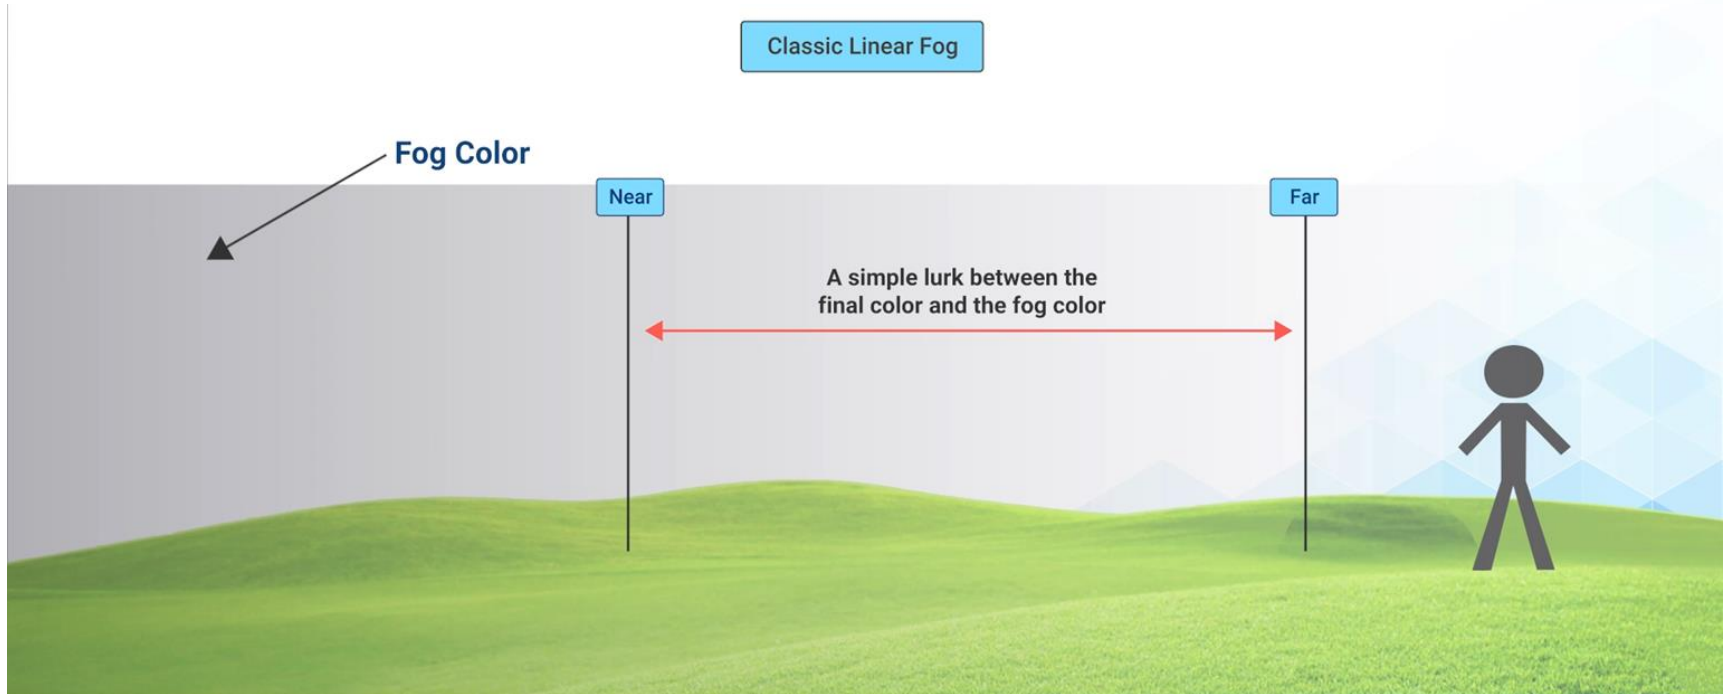 Classic Linear Fog
Fog Color
Near
Far
A simple lurk between the
final color and the fog color